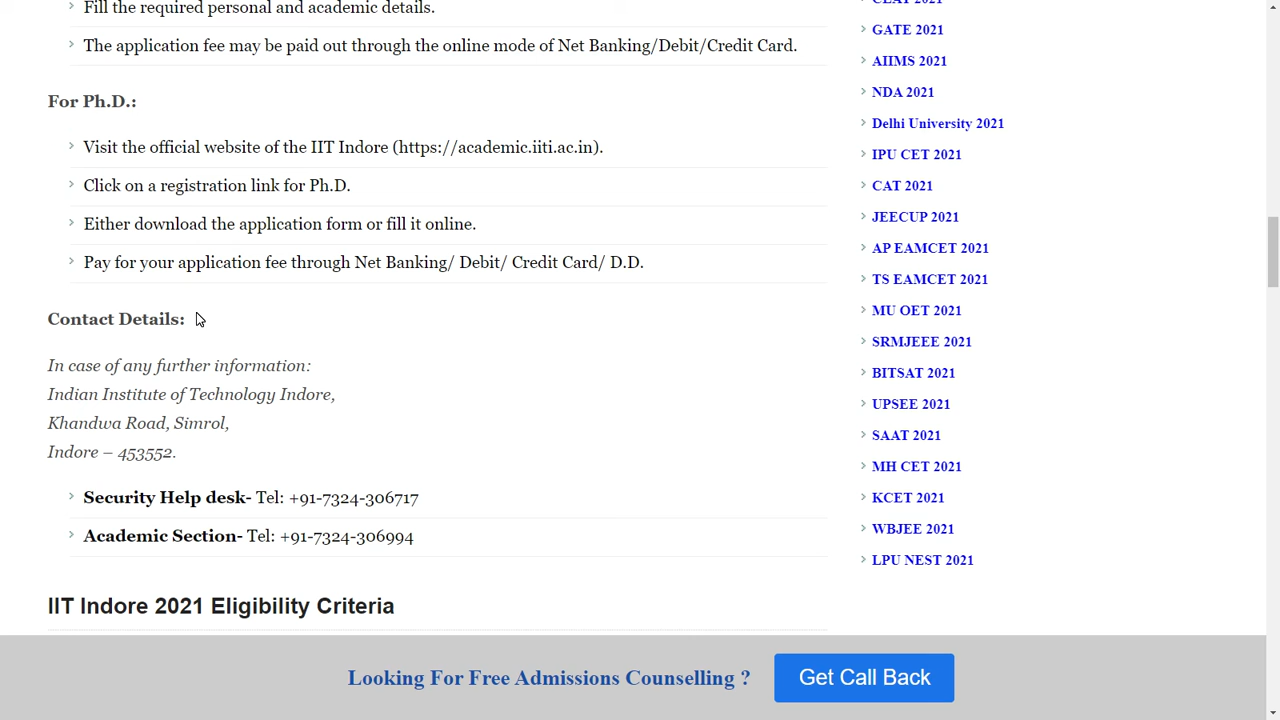 Fill the required personal and academic details.
The application fee may be paid out through the online mode of Net Banking/Debit/Credit Card.
For Ph.D.:
Visit the official website of the IIT Indore (https://academic.iiti.ac.in).
Click on a registration link for Ph.D.
Either download the application form or fill it online.
Pay for your application fee through Net Banking/ Debit/ Credit Card/ D.D.
Contact Details:
In case of any further information:
Indian Institute of Technology Indore,
Khandwa Road, Simrol,
Indore – 453552.
Security Help desk- Tel: +91-7324-306717
Academic Section- Tel: +91-7324-306994
IIT Indore 2021 Eligibility Criteria
CLAT 2021
GATE 2021
AIIMS 2021
NDA 2021
Delhi University 2021
IPU CET 2021
CAT 2021
JEECUP 2021
AP EAMCET 2021
TS EAMCET 2021
MU OET 2021
SRMJEEE 2021
BITSAT 2021
UPSEE 2021
SAAT 2021
MH CET 2021
KCET 2021
WBJEE 2021
LPU NEST 2021
Looking For Free Admissions Counselling ?
Get Call Back